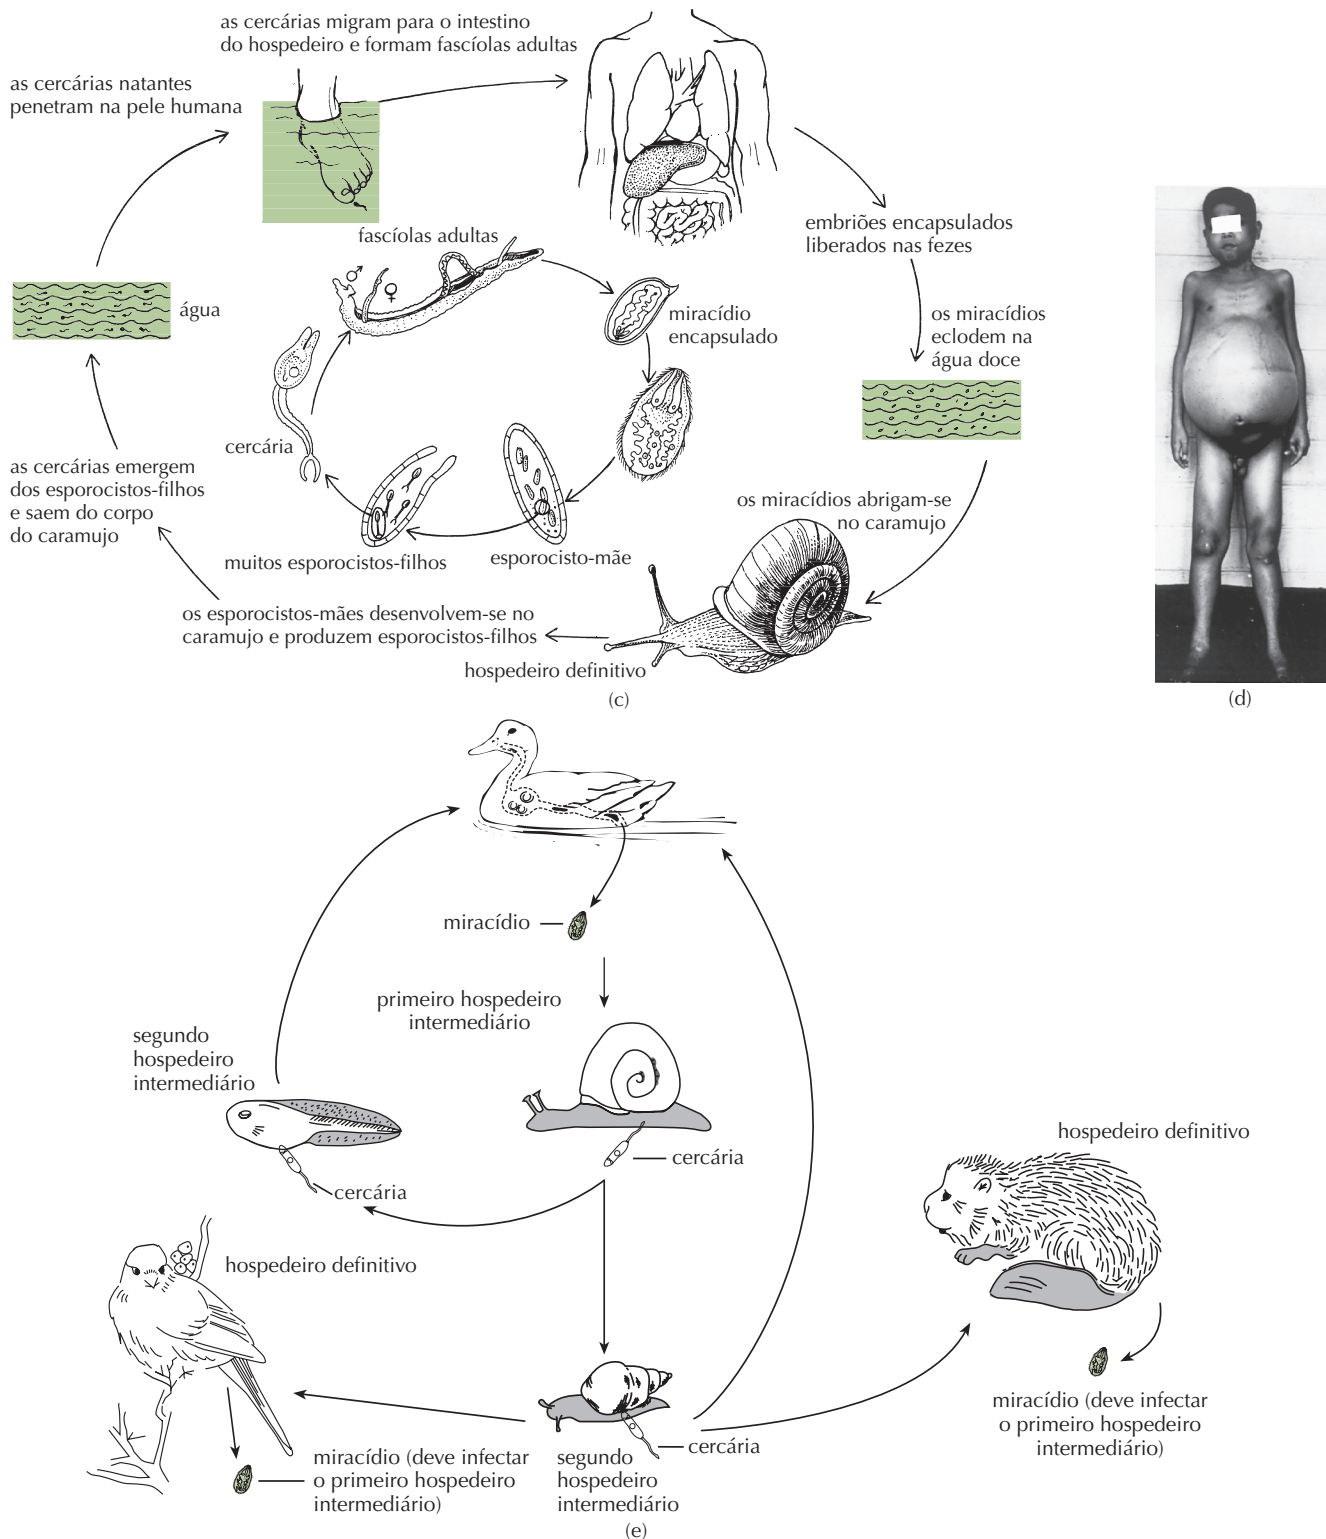 as cercárias migram para o intestino
do hospedeiro e formam fascíolas adultas
as cercárias natantes
penetram na pele humana
embriões encapsulados
liberados nas fezes
fascíolas adultas
♂
♀
água
miracídio
encapsulado
os miracídios
eclodem na
água doce
cercária
as cercárias emergem
dos esporocistos-filhos
e saem do corpo
do caramujo
os miracídios abrigam-se
no caramujo
muitos esporocistos-filhos
esporocisto-mãe
os esporocistos-mães desenvolvem-se no
caramujo e produzem esporocistos-filhos
hospedeiro definitivo
(c)
(d)
miracídio
primeiro hospedeiro
intermediário
segundo
hospedeiro
intermediário
cercária
cercária
hospedeiro definitivo
hospedeiro definitivo
miracídio (deve infectar
o primeiro hospedeiro
intermediário)
cercária
segundo
hospedeiro
intermediário
miracídio (deve infectar
o primeiro hospedeiro
intermediário)
(e)